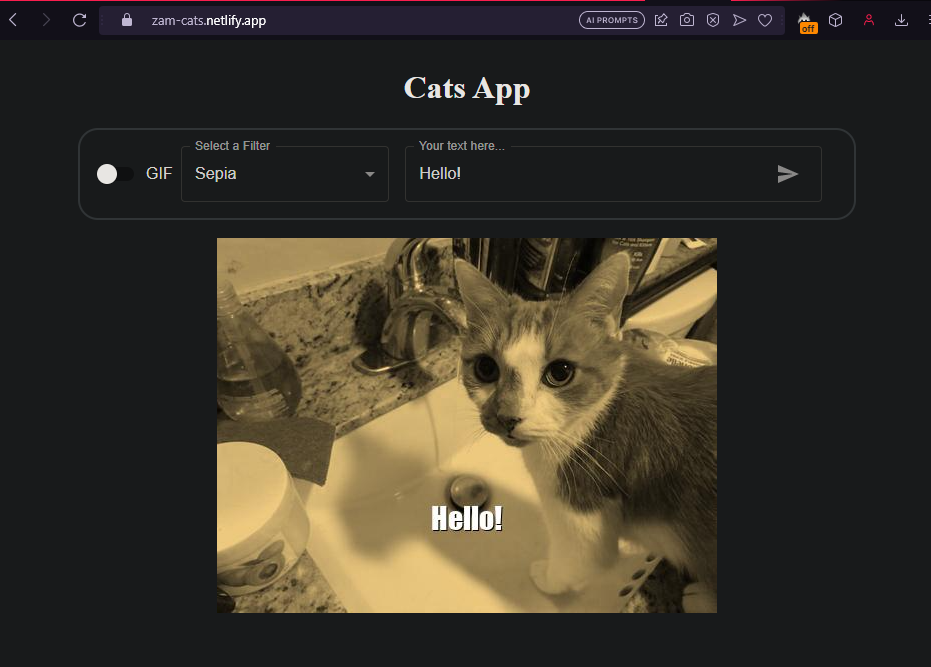 zam-cats.netlify.app
AI PROMPTS
off
Cats App
GIF
Select a Filter
Sepia
Your text here...
Hello!
Hello!